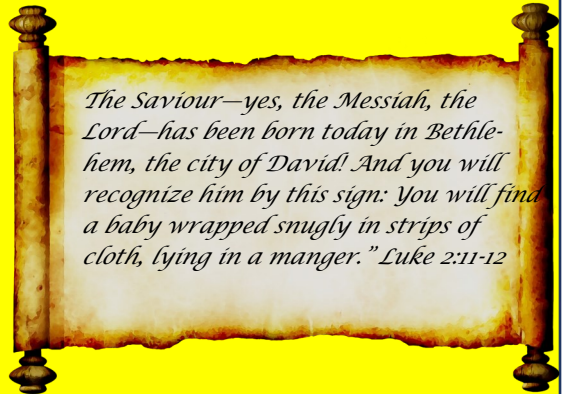 The Saviour—yes, the Messiah, the
Lord—has been born today in Bethle-
hem, the city of David! And you will
recognize him by this sign: You will find
a baby wrapped snugly in strips of
cloth, lying in a manger.” Luke 2:11-12